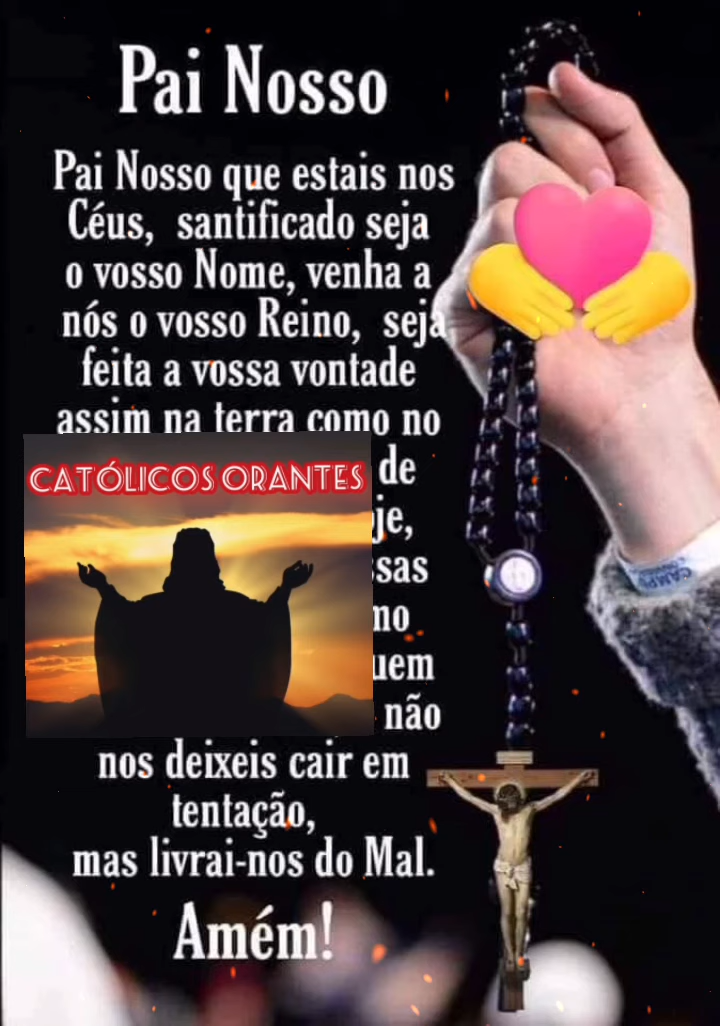 Pai Nosso
Pai Nosso que estais nos
Céus, santificado seja
o vosso Nome, venha a
nós o vosso Reino, seja
feita a vossa vontade
assim na terra como no
CATÓLICOS ORANTES
de
je,
ssas
mo
uem
não
nos deixeis cair em
tentação,
mas livrai-nos do Mal.
Amém!